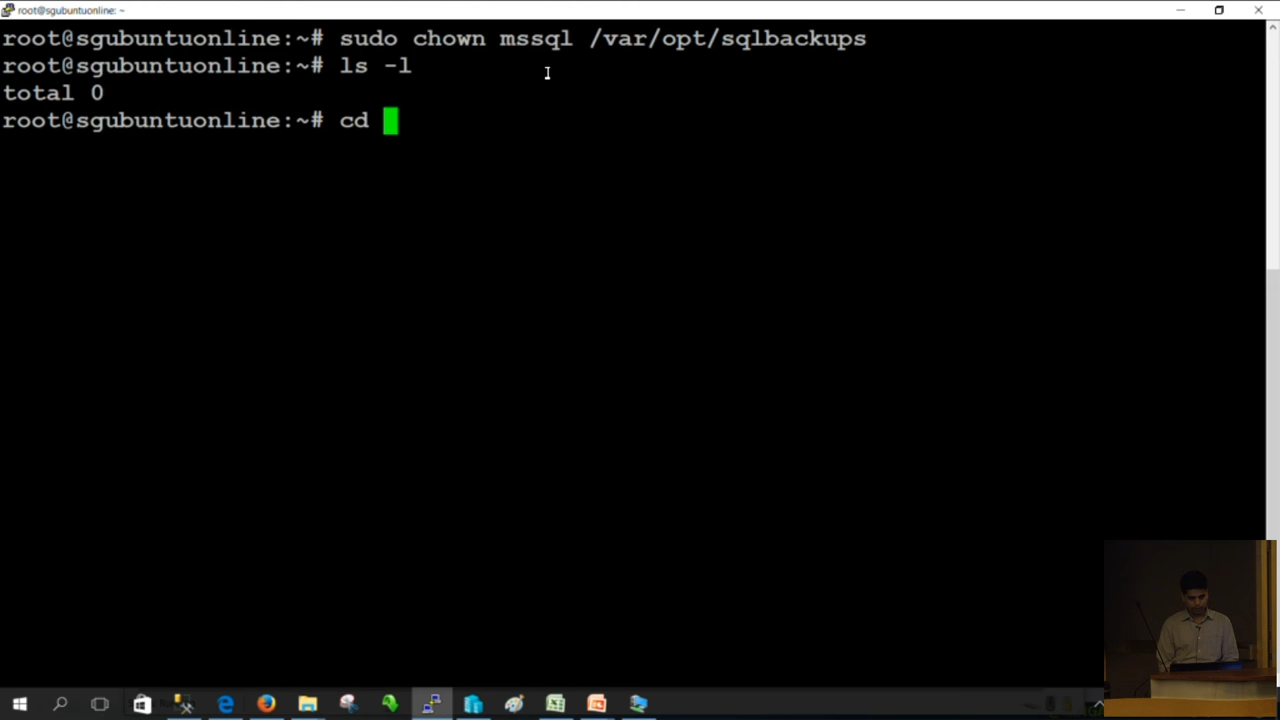 root@sgubuntuonline: ~
root@sgubuntuonline:~# sudo chown mssql /var/opt/sqlbackups
root@sgubuntuonline:~# ls -l
total 0
root@sgubuntuonline:~# cd